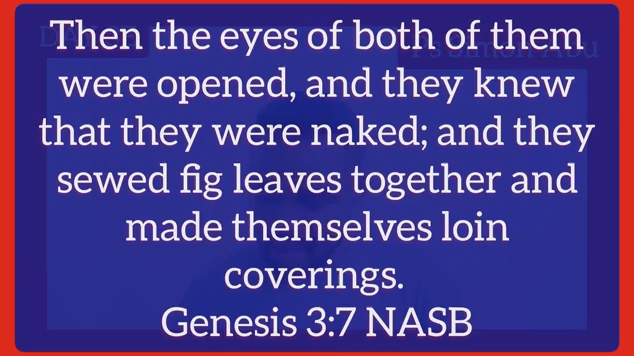 Then the eyes of both of them
were opened, and they knew
that they were naked; and they
sewed fig leaves together and
made themselves loin
coverings.
Genesis 3:7 NASB